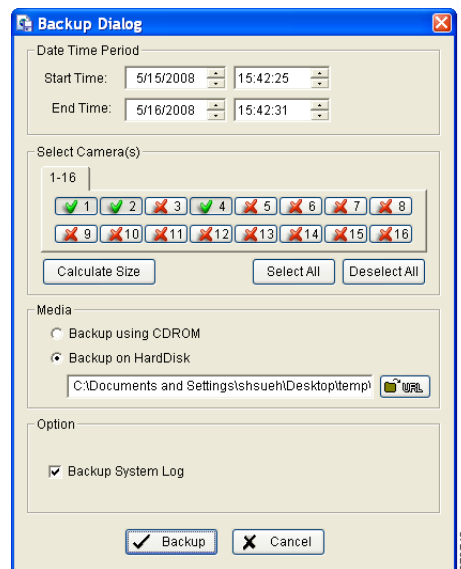 Backup Dialog
Date Time Period
Start Time: 5/15/2008 15:42:25
End Time: 5/16/2008 15:42:31
Select Camera(s)
1-16
1 2 3 4 5 6 7 8
9 10 11 12 13 14 15 16
Calculate Size Select All Deselect All
Media
Backup using CDROM
Backup on HardDisk
C:\Documents and Settings\shsueh\Desktop\temp\ URL
Option
Backup System Log
Backup Cancel